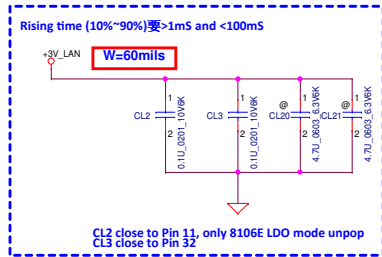 Rising time (10%~90%)要>1mS and <100mS
+3V_LAN
W=60mils
1
CL2
2
0.1U_0201_10V6K
1
CL3
2
0.1U_0201_10V6K
@
1
CL20
2
4.7U_0603_6.3V6K
@
1
CL21
2
4.7U_0603_6.3V6K
CL2 close to Pin 11, only 8106E LDO mode unpop
CL3 close to Pin 32